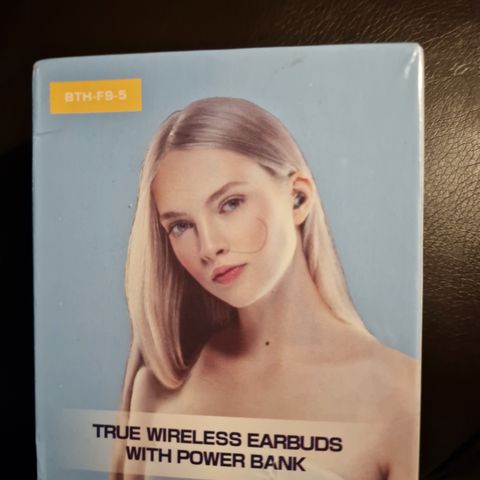 BTH-F9-5
TRUE WIRELESS EARBUDS
WITH POWER BANK